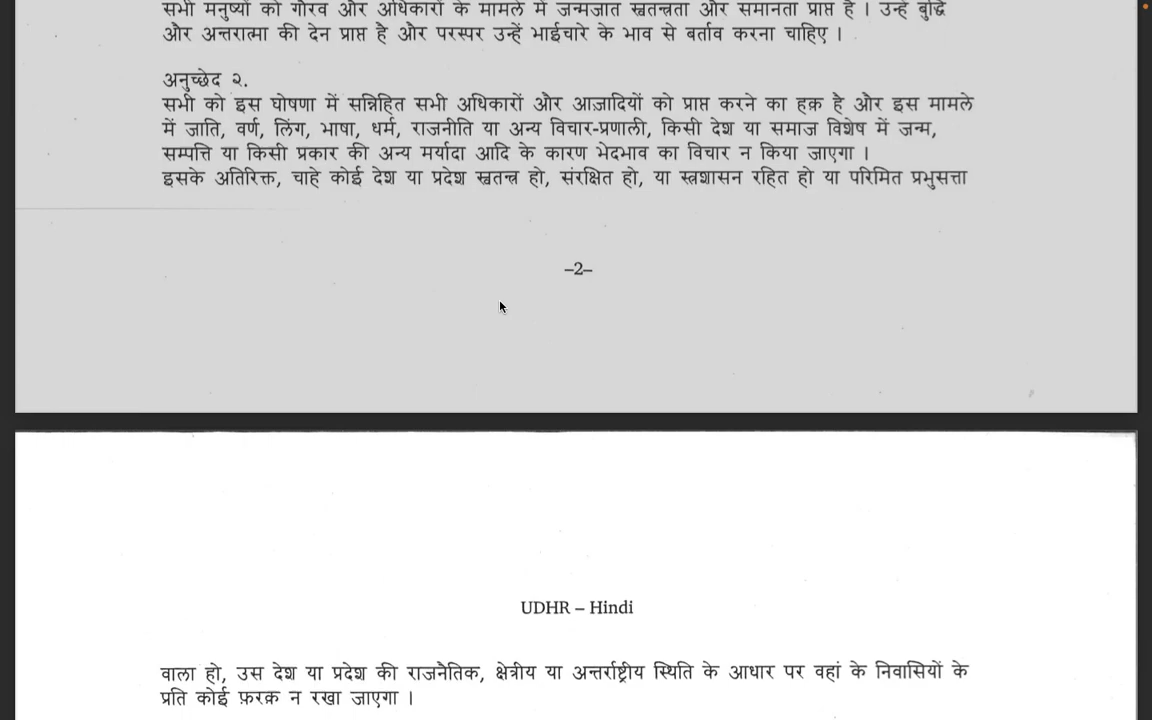 सभी मनुष्यों को गौरव और अधिकारों के मामले में जन्मजात स्वतन्त्रता और समानता प्राप्त है । उन्हें बुद्धि
और अन्तरात्मा की देन प्राप्त है और परस्पर उन्हें भाईचारे के भाव से बर्ताव करना चाहिए ।
अनुच्छेद २.
सभी को इस घोषणा में सन्निहित सभी अधिकारों और आज़ादियों को प्राप्त करने का हक़ है और इस मामले
में जाति, वर्ण, लिंग, भाषा, धर्म, राजनीति या अन्य विचार-प्रणाली, किसी देश या समाज विशेष में जन्म,
सम्पत्ति या किसी प्रकार की अन्य मर्यादा आदि के कारण भेदभाव का विचार न किया जाएगा ।
इसके अतिरिक्त, चाहे कोई देश या प्रदेश स्वतन्त्र हो, संरक्षित हो, या स्त्रशासन रहित हो या परिमित प्रभुसत्ता
–2–
UDHR – Hindi
वाला हो, उस देश या प्रदेश की राजनैतिक, क्षेत्रीय या अन्तर्राष्ट्रीय स्थिति के आधार पर वहां के निवासियों के
प्रति कोई फ़रक़ न रखा जाएगा ।